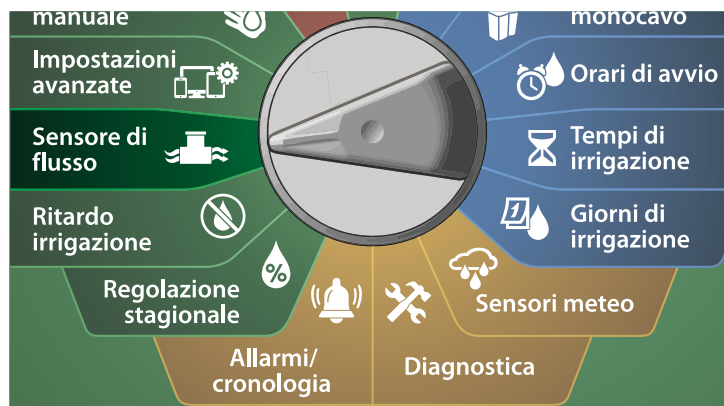 manuale
monocavo
Impostazioni
avanzate
Orari di avvio
Sensore di
flusso
Tempi di
irrigazione
Ritardo
irrigazione
1
Giorni di
irrigazione
%
Regolazione
stagionale
Sensori meteo
Allarmi/
cronologia
Diagnostica